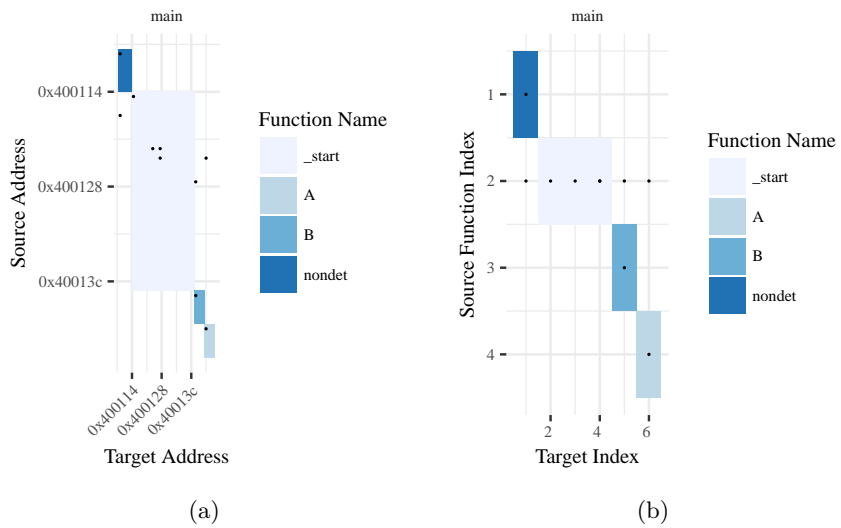 main
Source Address
0x400114
0x400128
0x40013c
0x400114
0x400128
0x40013c
Target Address
Function Name
_start
A
B
nondet
(a)
main
Source Function Index
1
2
3
4
2
4
6
Target Index
Function Name
_start
A
B
nondet
(b)